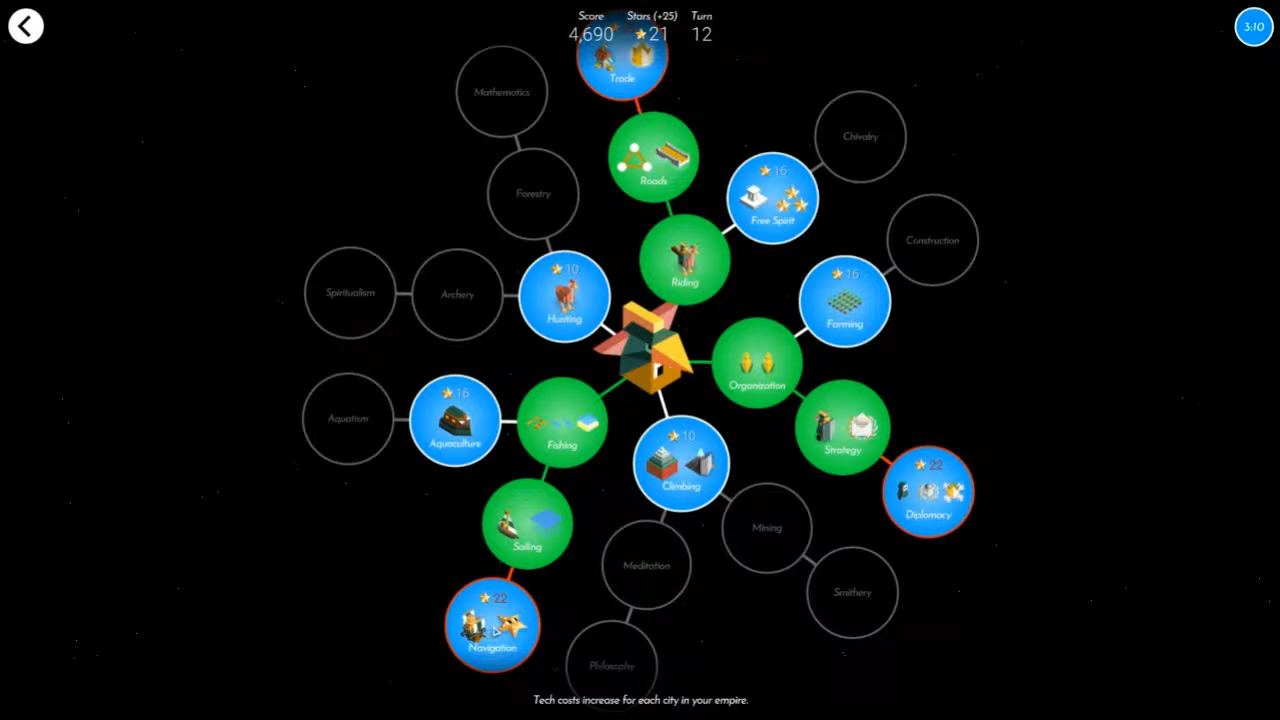 Score Stars (+25) Turn
4,690 21 12
3:10
Trade
Mathematics
Chivalry
Roads
16
Free Spirit
Forestry
Construction
Riding
10
Hunting
16
Farming
Spiritualism
Archery
Organization
16
Aquaculture
Aquatism
Fishing
10
Climbing
Strategy
22
Diplomacy
Mining
Sailing
Meditation
Smithery
22
Navigation
Philosophy
Tech costs increase for each city in your empire.